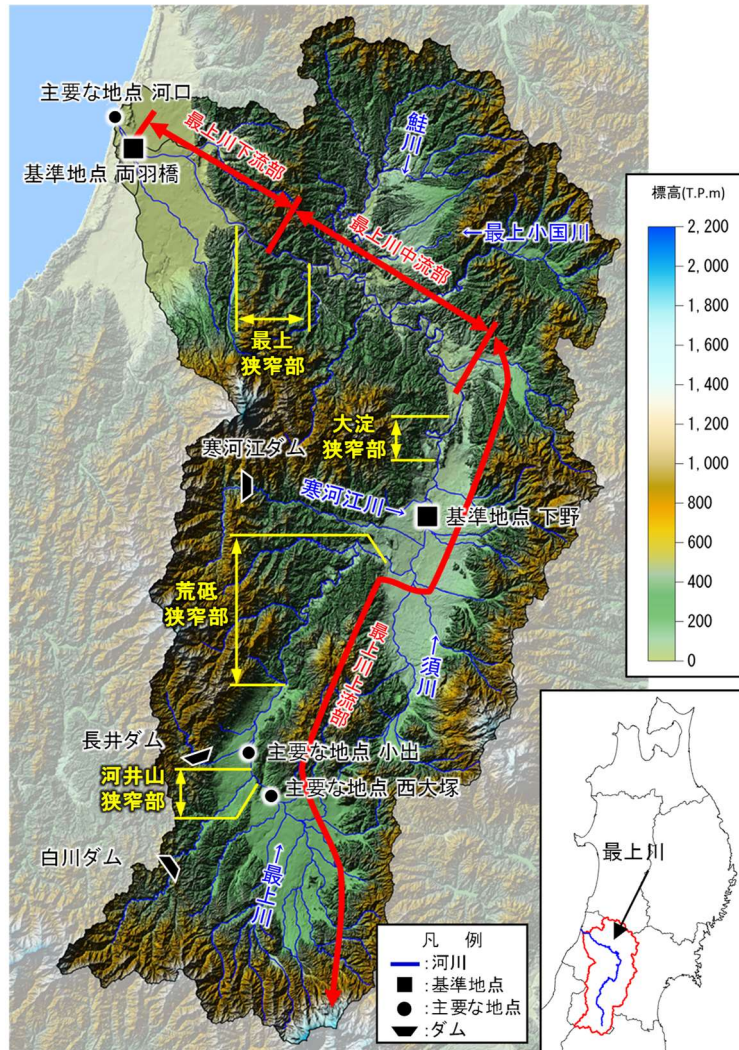 主要な地点 河口
基準地点 両羽橋
最上川下流部
鮭川
←最上小国川
最上川中流部
最上
狭窄部
大淀
狭窄部
寒河江ダム
寒河江川→
基準地点 下野
荒砥
狭窄部
最上川上流部
←須川
長井ダム
主要な地点 小出
河井山
狭窄部
主要な地点 西大塚
白川ダム
←最上川
標高(T.P.m)
2,200
2,000
1,800
1,600
1,400
1,200
1,000
800
600
400
200
0
最上川
凡 例
:河川
:基準地点
:主要な地点
:ダム